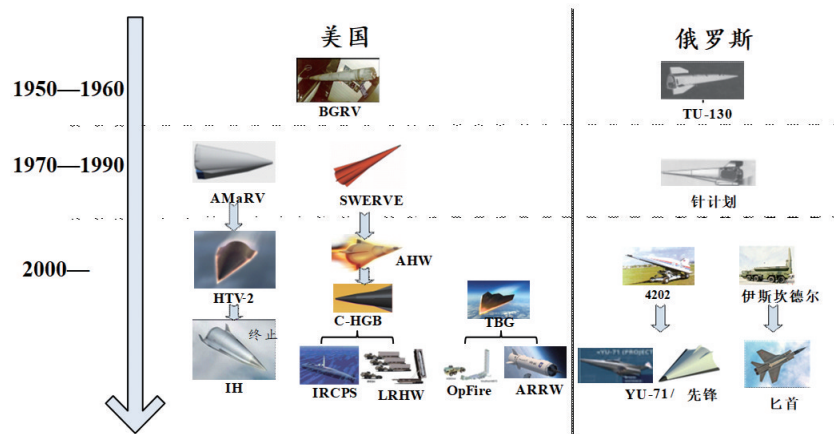 美国
俄罗斯
1950—1960
BGRV
TU-130
1970—1990
AMaRV
SWERVE
针计划
2000—
HTV-2
AHW
C-HGB
TBG
4202
伊斯坎德尔
终止
IH
IRCPS
LRHW
OpFire
ARRW
YU-71/ 先锋
匕首